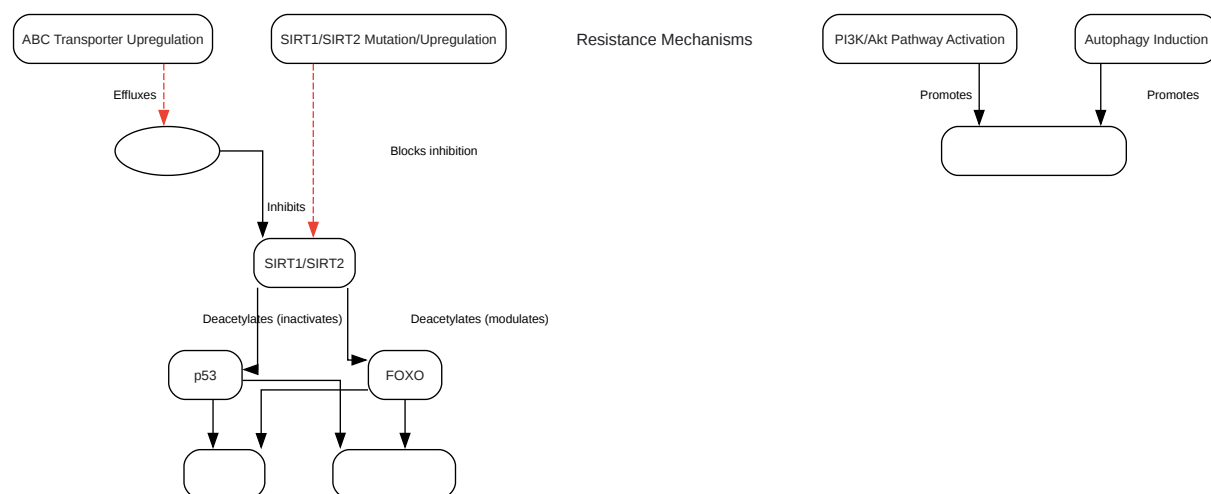 ABC Transporter Upregulation
SIRT1/SIRT2 Mutation/Upregulation
Resistance Mechanisms
PI3K/Akt Pathway Activation
Autophagy Induction
Effluxes
Promotes
Promotes
Blocks inhibition
Inhibits
SIRT1/SIRT2
Deacetylates (inactivates)
Deacetylates (modulates)
p53
FOXO